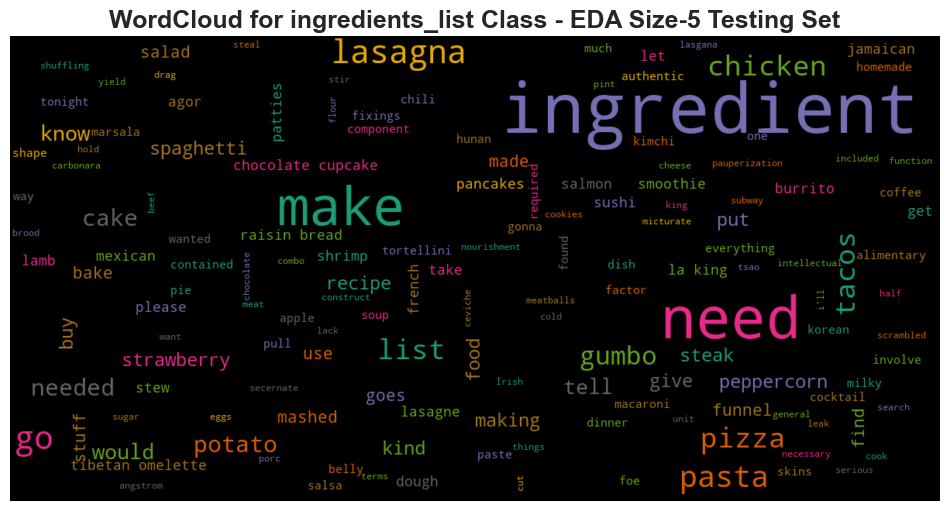 WordCloud for ingredients_list Class - EDA Size-5 Testing Set
steal
lasagna
much
lasgana
jamaican
salad
let
chicken
homemade
shuffling
drag
stir
authentic
yield
pint
ingredient
tonight
agor
patties
flour
chili
fixings
know
marsala
component
hunan
kimchi
one
shape
hold
spaghetti
made
cheese
pauperization
included
function
carbonara
chocolate cupcake
required
pancakes
salmon
smoothie
burrito
coffee
way
beef
make
sushi
king
subway
get
cake
cookies
micturate
put
brood
wanted
raisin bread
gonna
tortellini
nourishment
found
everything
tacos
lamb
mexican
contained
chocolate
combo
shrimp
french
take
dish
la king
tsao
intellectual
alimentary
bake
pie
construct
recipe
factor
i'll
half
please
meat
ceviche
meatballs
need
buy
apple
soup
cold
korean
want
lack
scrambled
pull
list
food
strawberry
use
gumbo
steak
involve
needed
stew
secernate
Irish
tell
give
peppercorn
milky
goes
cocktail
sugar
eggs
mashed
lasagne
making
macaroni
funnel
general
search
go
stuff
potato
dinner
unit
leak
find
would
kind
things
pizza
tibetan omelette
porc
belly
paste
necessary
cook
terms
pasta
skins
serious
angstrom
salsa
dough
cut
foe